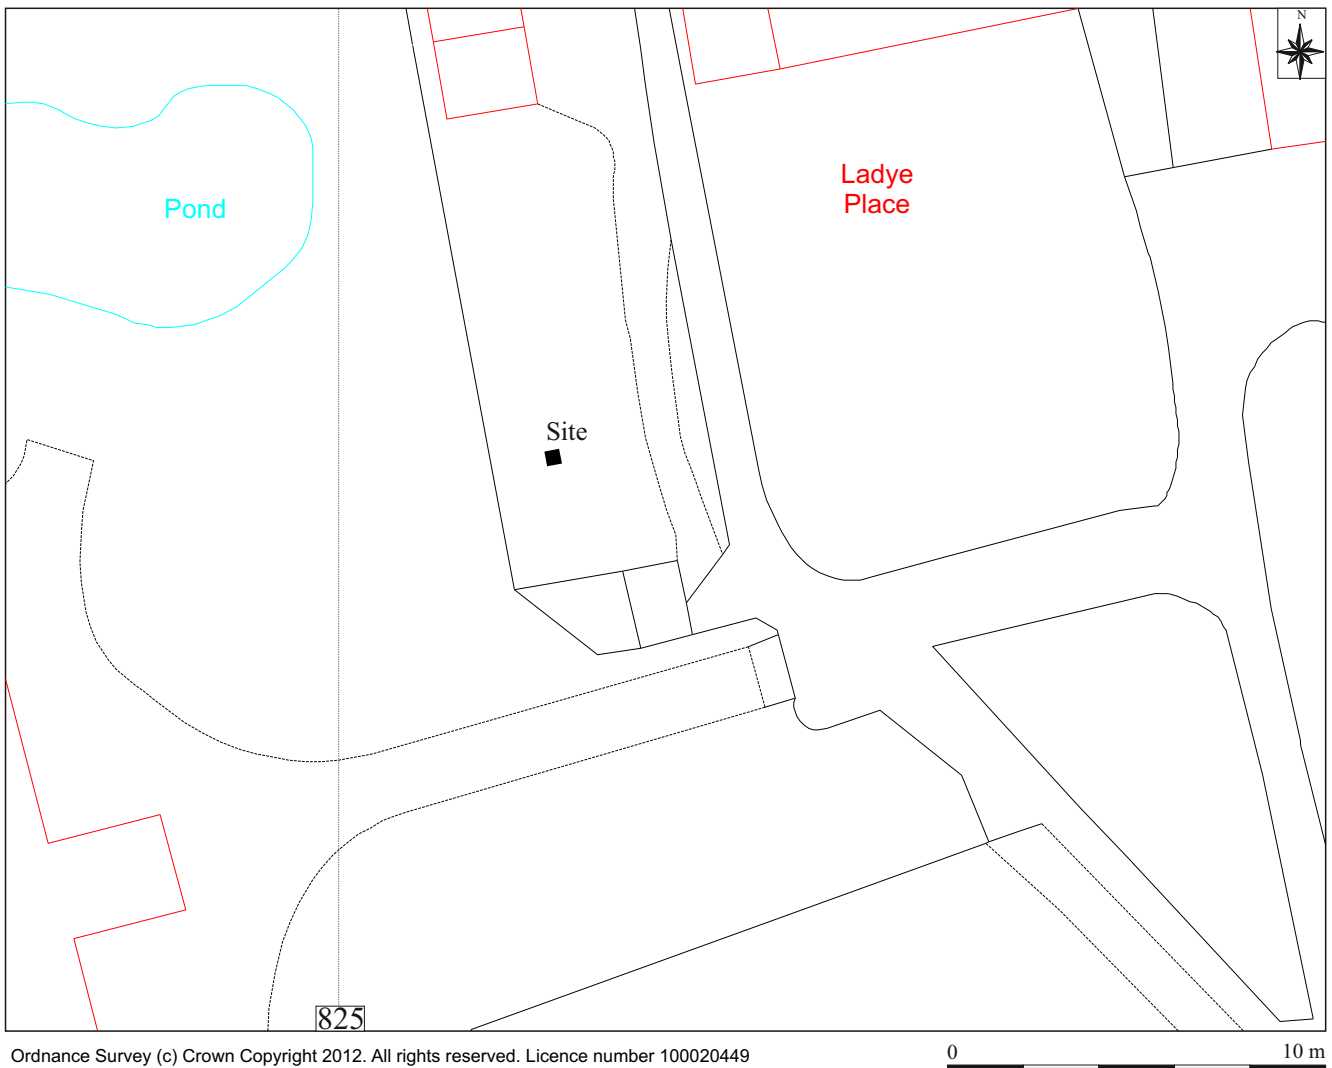 N
Ladye
Place
Pond
Site
825
Ordnance Survey (c) Crown Copyright 2012. All rights reserved. Licence number 100020449
0 10 m